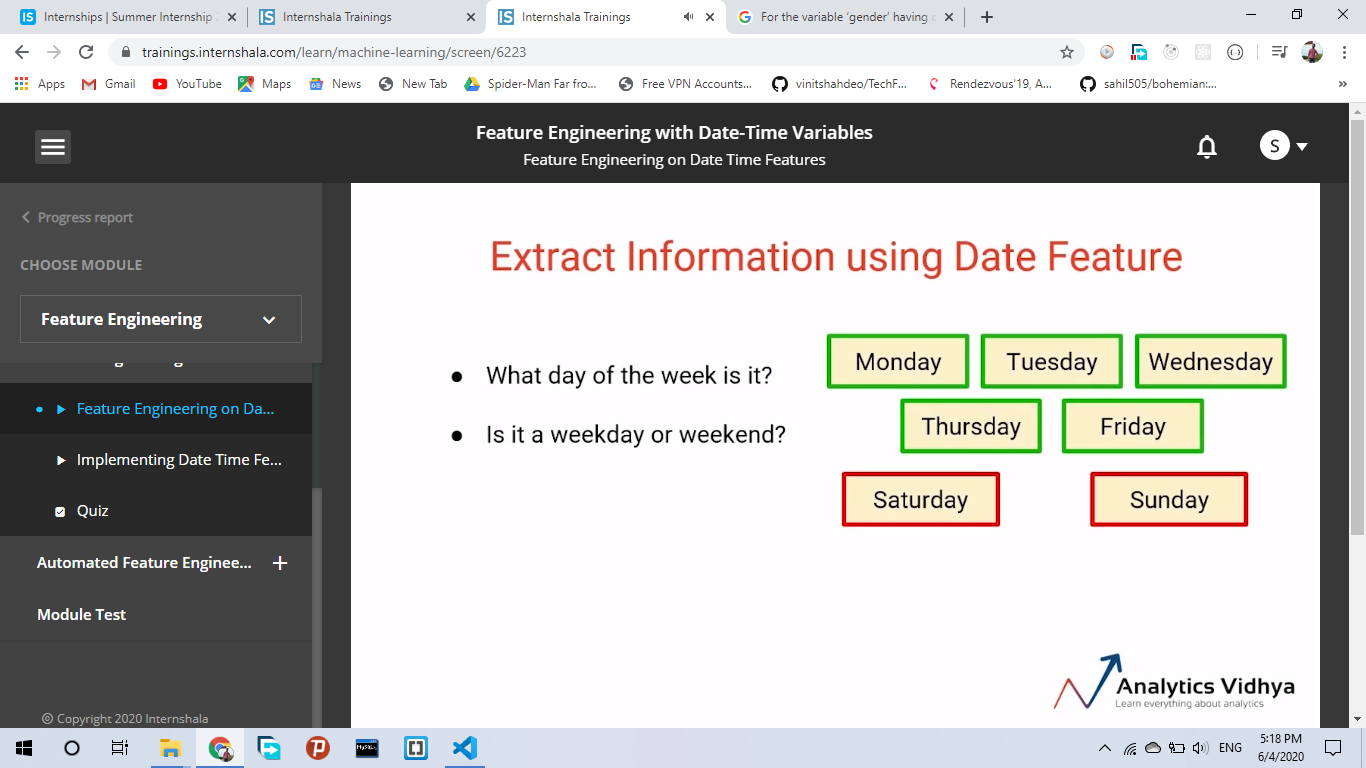 Internships | Summer Internship
Internshala Trainings
Internshala Trainings
For the variable ‘gender’ having
trainings.internshala.com/learn/machine-learning/screen/6223
Apps
Gmail
YouTube
Maps
News
New Tab
Spider-Man Far fro...
Free VPN Accounts...
vinitshahdeo/TechF...
Rendezvous'19, A...
sahil505/bohemian:...
»
Feature Engineering with Date-Time Variables
Feature Engineering on Date Time Features
S
Progress report
CHOOSE MODULE
Feature Engineering
Feature Engineering on Da...
Implementing Date Time Fe...
Quiz
Automated Feature Enginee... +
Module Test
© Copyright 2020 Internshala
Extract Information using Date Feature
● What day of the week is it?
● Is it a weekday or weekend?
Monday Tuesday Wednesday
Thursday Friday
Saturday Sunday
Analytics Vidhya
Learn everything about analytics
ENG
5:18 PM
6/4/2020